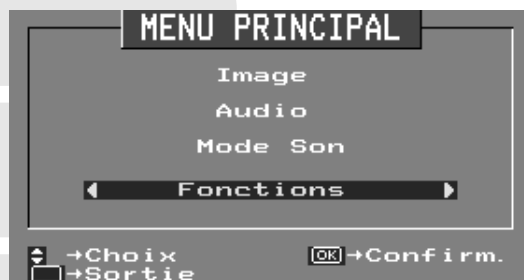 MENU PRINCIPAL
Image
Audio
Mode Son
Fonctions
→Choix OK→Confirm.
→Sortie